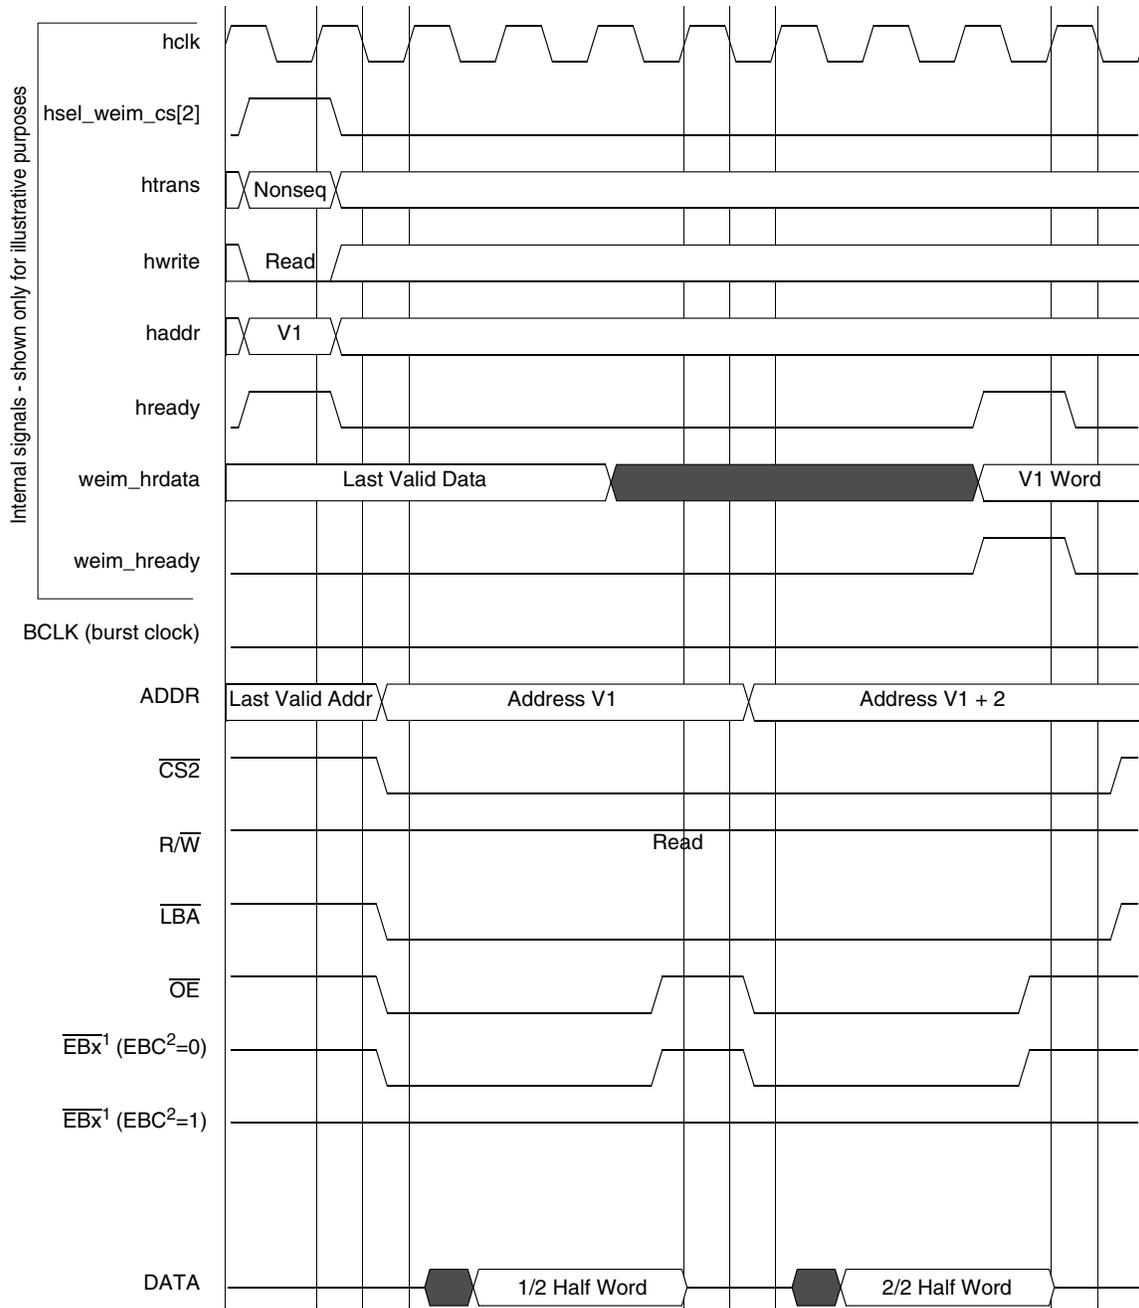 Internal signals - shown only for illustrative purposes
hclk
hsel_weim_cs[2]
htrans
Nonseq
hwrite
Read
haddr
V1
hready
weim_hrdata
Last Valid Data
V1 Word
weim_hready
BCLK (burst clock)
ADDR
Last Valid Addr
Address V1
Address V1 + 2
CS2
R/W
Read
LBA
OE
EBx1 (EBC2=0)
EBx1 (EBC2=1)
DATA
1/2 Half Word
2/2 Half Word